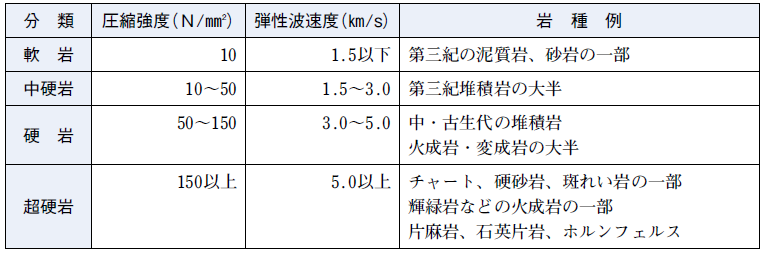 分　類　圧縮強度（N/mm²）　弾性波速度（km/s）　岩　種　例
軟　岩　10　1.5以下　第三紀の泥質岩、砂岩の一部
中硬岩　10～50　1.5～3.0　第三紀堆積岩の大半
硬　岩　50～150　3.0～5.0　中・古生代の堆積岩
火成岩・変成岩の大半
超硬岩　150以上　5.0以上　チャート、硬砂岩、斑れい岩の一部
輝緑岩などの火成岩の一部
片麻岩、石英片岩、ホルンフェルス